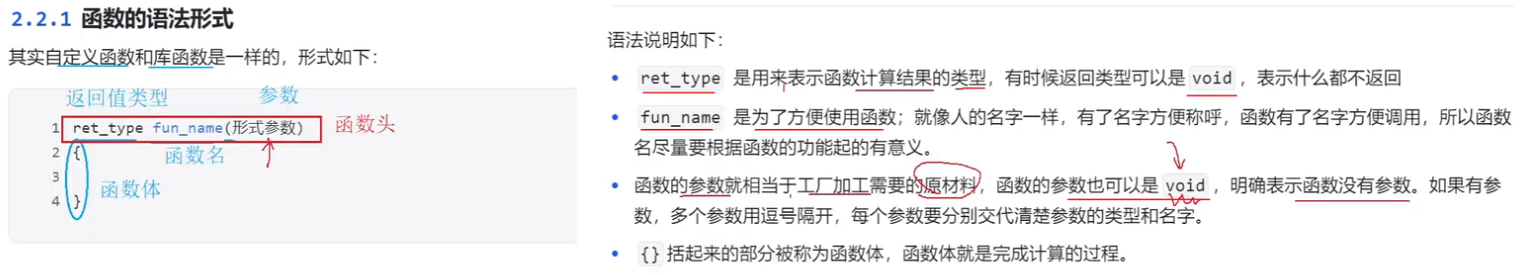 2.2.1 函数的语法形式
其实自定义函数和库函数是一样的，形式如下：
返回值类型 参数
1 ret_type fun_name(形式参数) 函数头
2 { 函数名
3 函数体
4 }
语法说明如下：
• ret_type 是用来表示函数计算结果的类型，有时候返回类型可以是 void ，表示什么都不返回
• fun_name 是为了方便使用函数；就像人的名字一样，有了名字方便称呼，函数有了名字方便调用，所以函数
名尽量要根据函数的功能起的有意义。
• 函数的参数就相当于工厂加工需要的原材料，函数的参数也可以是 void ，明确表示函数没有参数。如果有参
数，多个参数用逗号隔开，每个参数要分别交代清楚参数的类型和名字。
• {} 括起来的部分被称为函数体，函数体就是完成计算的过程。